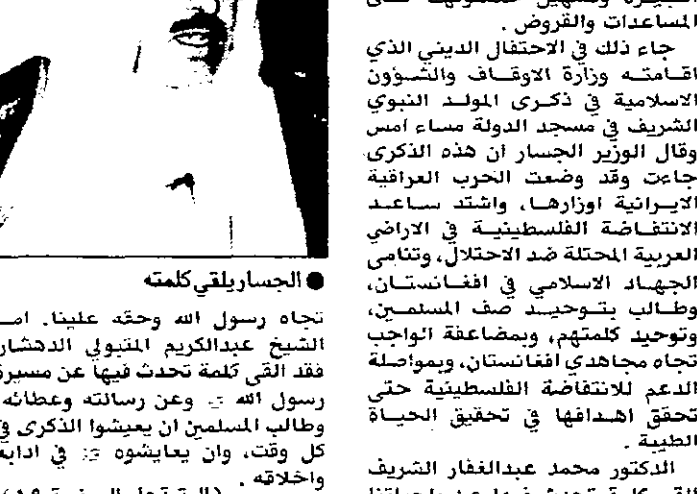 المساعدات والقروض .
جاء ذلك في الاحتفال الديني الذي
اقامته وزارة الاوقاف والشؤون
الاسلامية في ذكرى المولد النبوي
الشريف في مسجد الدولة مساء امس
وقال الوزير الجسار ان هذه الذكرى
جاءت وقد وضعت الحرب العراقية
الايرانية اوزارها، واشتد ساعد
الانتفاضة الفلسطينية في الاراضي
العربية المحتلة ضد الاحتلال، وتنامى
الجهاد الاسلامي في افغانستان،
وطالب بتوحيد صف المسلمين،
وتوحيد كلمتهم، وبمضاعفة الواجب
تجاه مجاهدي افغانستان، وبمواصلة
الدعم للانتفاضة الفلسطينية حتى
تحقق اهدافها في تحقيق الحياة
الطيبة .
الدكتور محمد عبدالغفار الشريف
● الجسار يلقي كلمته
تجاه رسول الله وحقه علينا. اما
الشيخ عبدالكريم المتبولي الدهشار
فقد القى كلمة تحدث فيها عن مسيرة
رسول الله وعن رسالته وعطائه
وطالب المسلمين ان يعيشوا الذكرى في
كل وقت، وان يعايشوه في ادابه
واخلاقه .